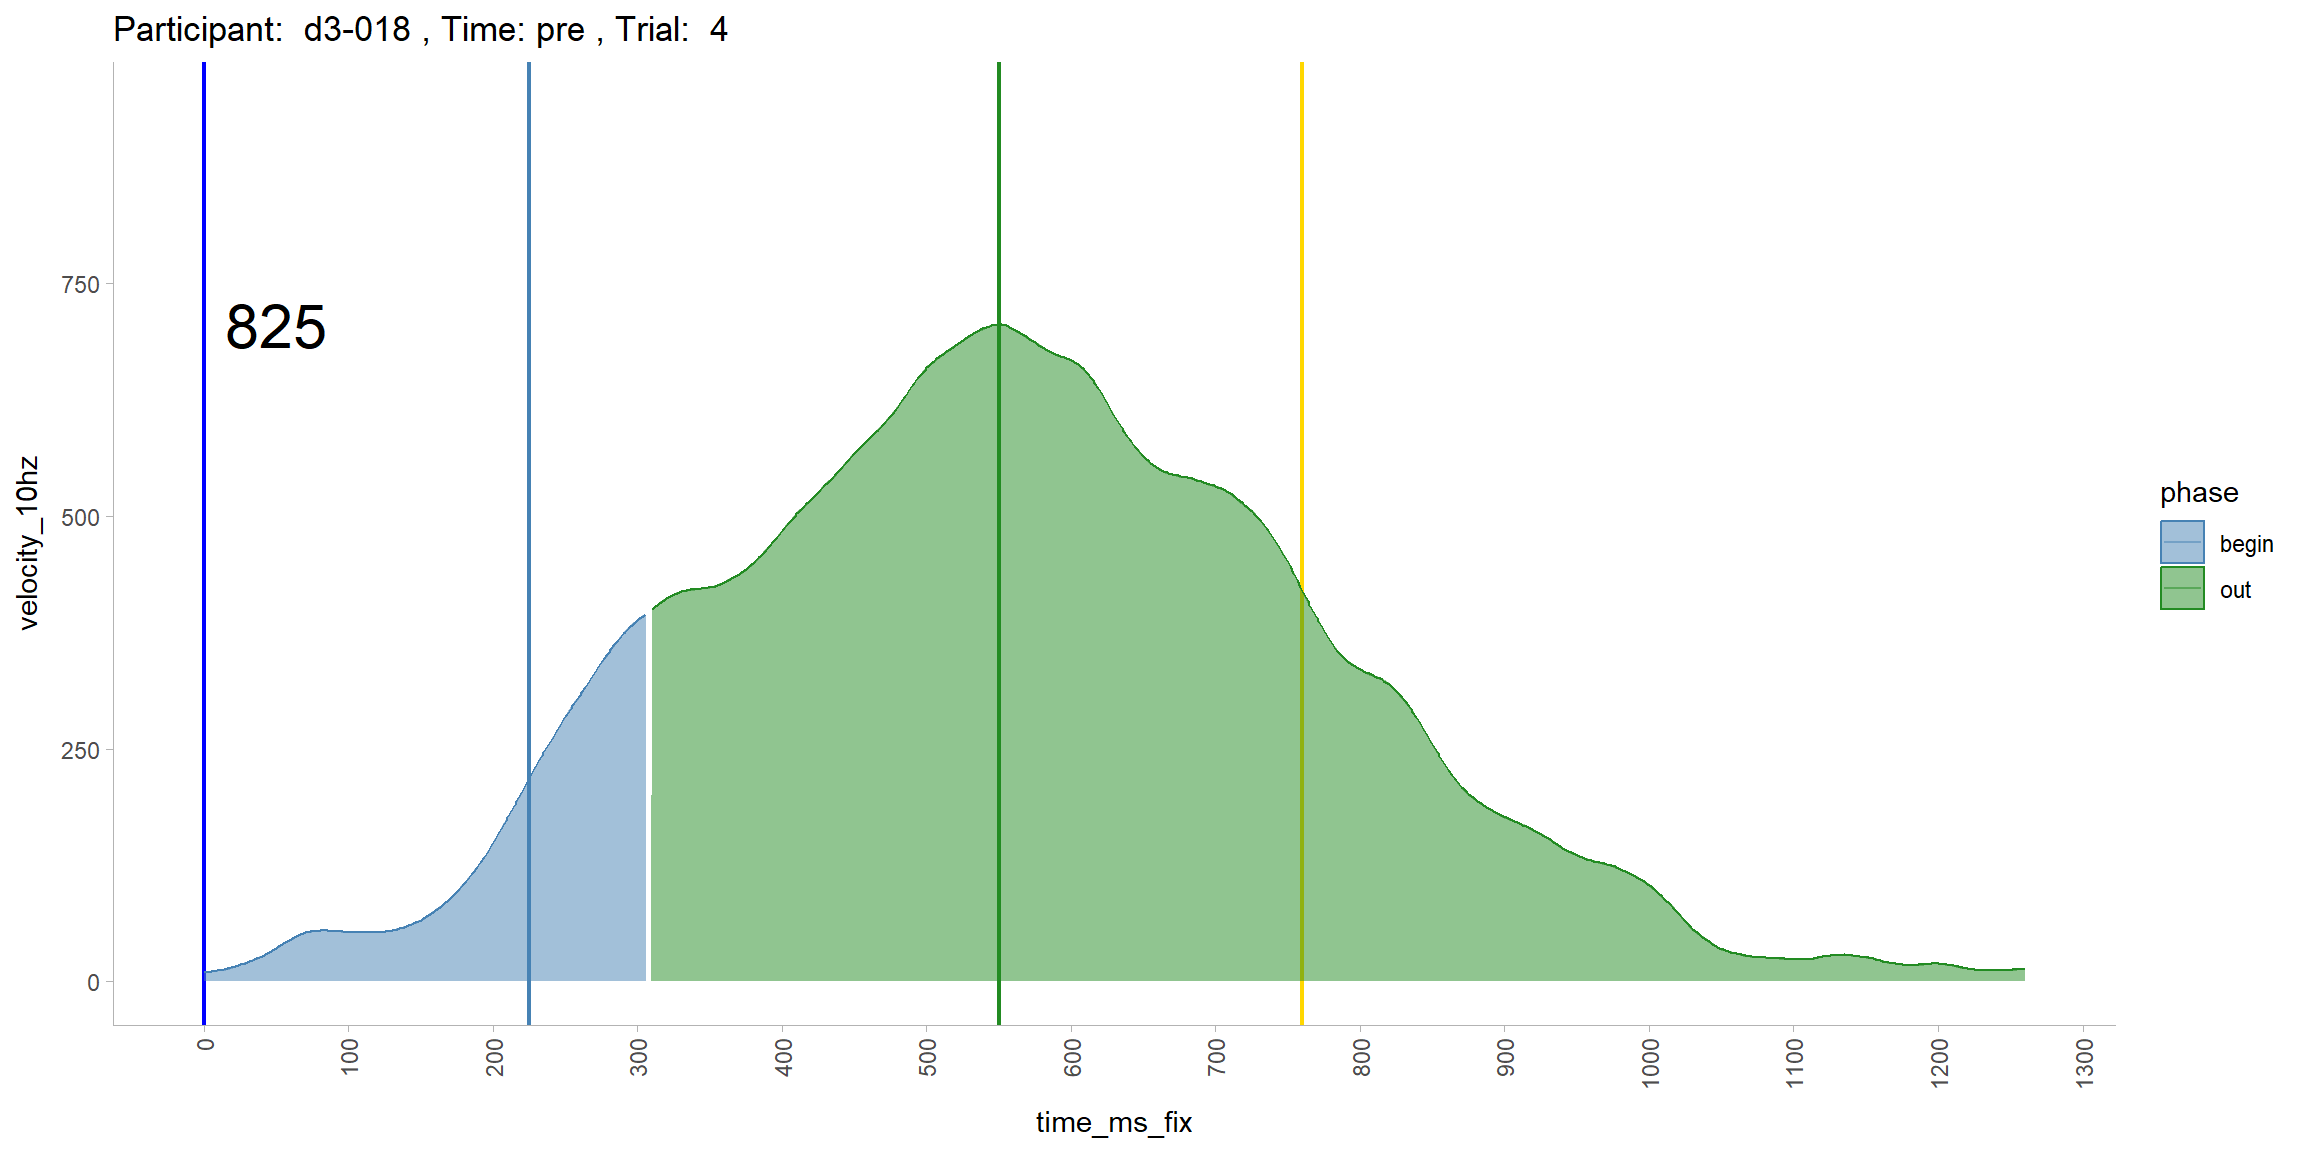 Participant:  d3-018 , Time: pre , Trial:  4
825
velocity_10hz
750
500
250
0
0 100 200 300 400 500 600 700 800 900 1000 1100 1200 1300
time_ms_fix
phase
begin
out